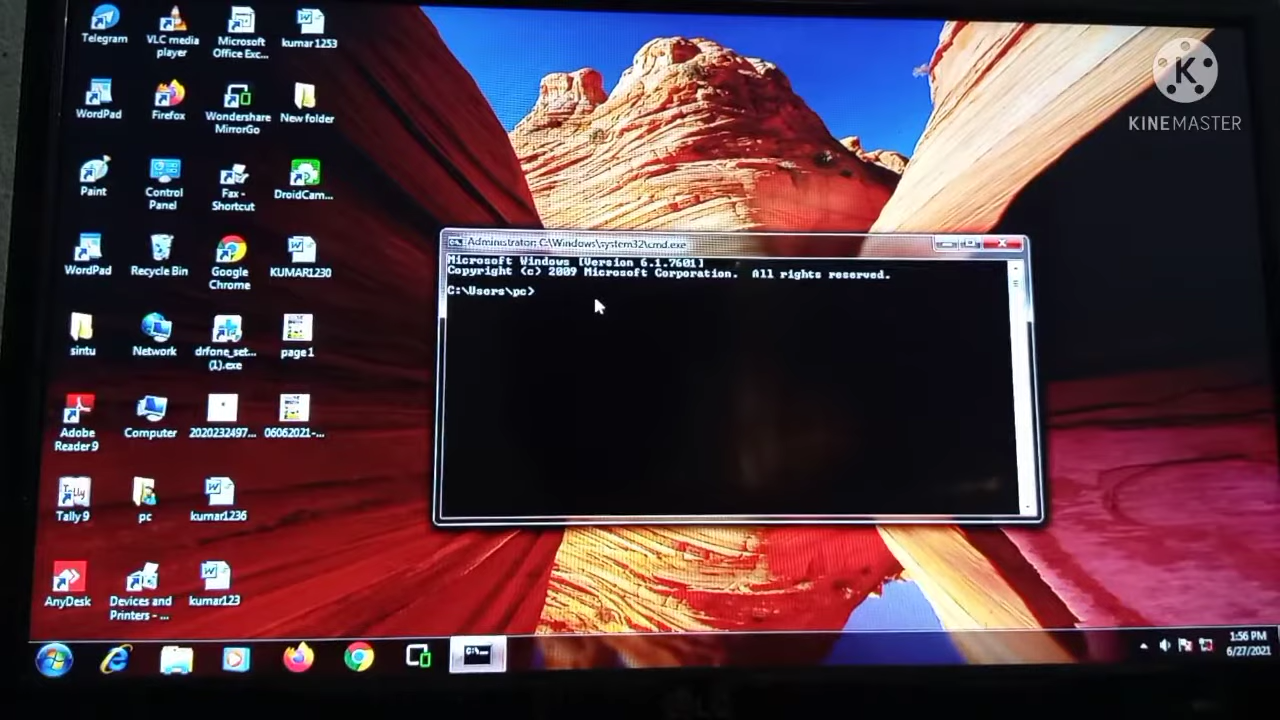 Telegram
VLC media
player
Microsoft
Office Exc...
kumar1253
WordPad
Firefox
Wondershare
MirrorGo
New folder
Paint
Control
Panel
Fax -
Shortcut
DroidCam...
WordPad
Recycle Bin
Google
Chrome
KUMAR1230
sintu
Network
drfone_set...
(1).exe
page1
Adobe
Reader 9
Computer
2020232497...
06062021-...
Tally 9
pc
kumar1236
AnyDesk
Devices and
Printers - ...
kumar123
K
KINEMASTER
Administrator: C:\Windows\system32\cmd.exe
Microsoft Windows [Version 6.1.7601]
Copyright (c) 2009 Microsoft Corporation.  All rights reserved.
C:\Users\pc>
1:56 PM
6/27/2021